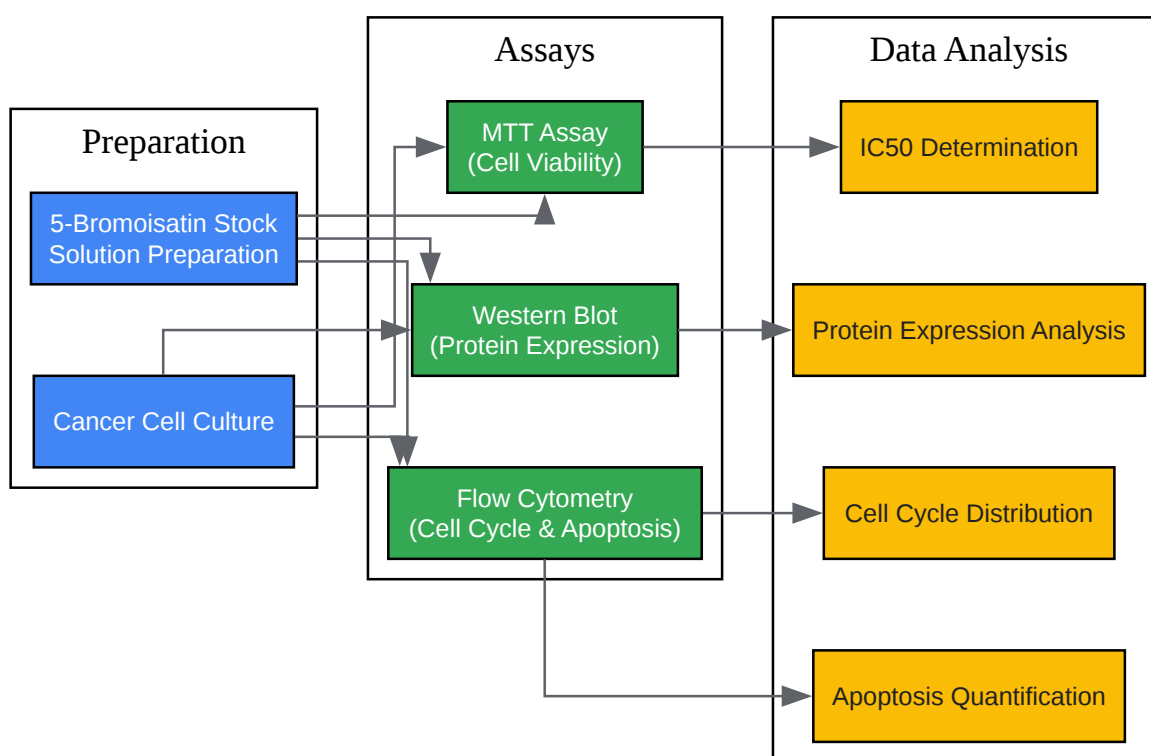 Preparation
5-Bromoisatin Stock
Solution Preparation
Cancer Cell Culture
Assays
MTT Assay
(Cell Viability)
Western Blot
(Protein Expression)
Flow Cytometry
(Cell Cycle & Apoptosis)
Data Analysis
IC50 Determination
Protein Expression Analysis
Cell Cycle Distribution
Apoptosis Quantification